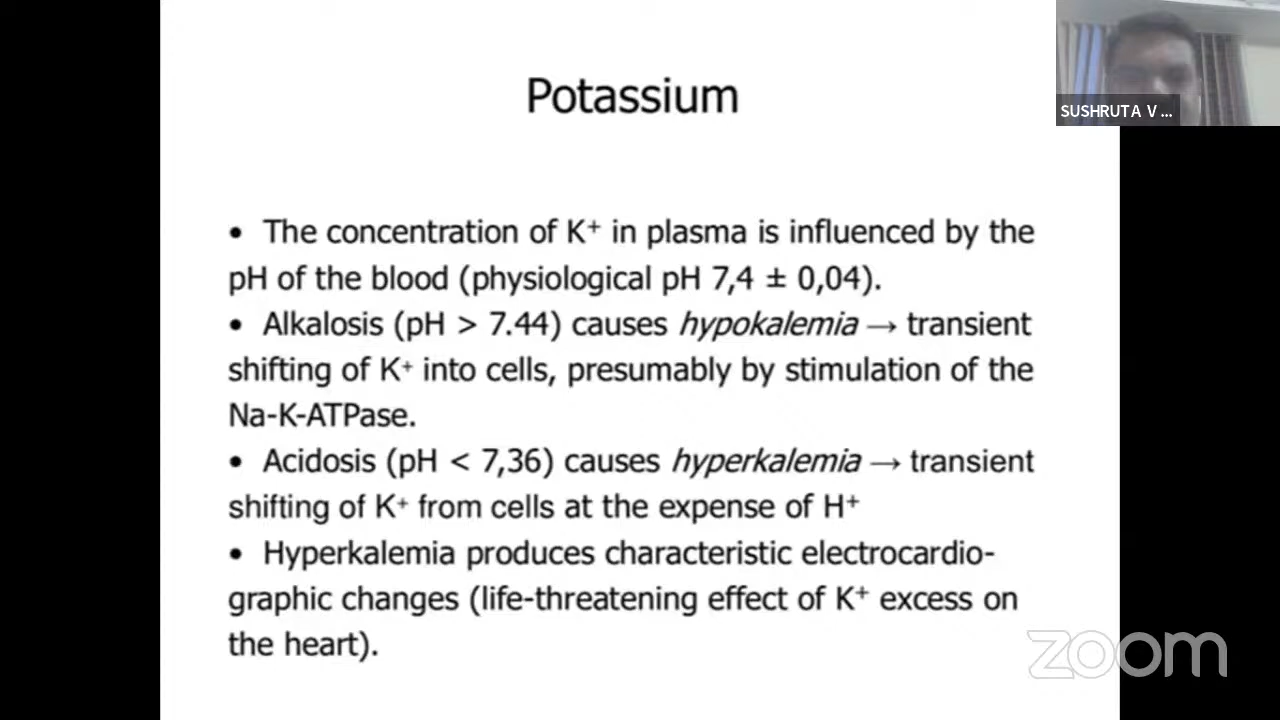 Potassium
SUSHRUTA V ...
• The concentration of K⁺ in plasma is influenced by the
pH of the blood (physiological pH 7,4 ± 0,04).
• Alkalosis (pH > 7.44) causes hypokalemia → transient
shifting of K⁺ into cells, presumably by stimulation of the
Na-K-ATPase.
• Acidosis (pH < 7,36) causes hyperkalemia → transient
shifting of K⁺ from cells at the expense of H⁺
• Hyperkalemia produces characteristic electrocardio-
graphic changes (life-threatening effect of K⁺ excess on
the heart).
zoom